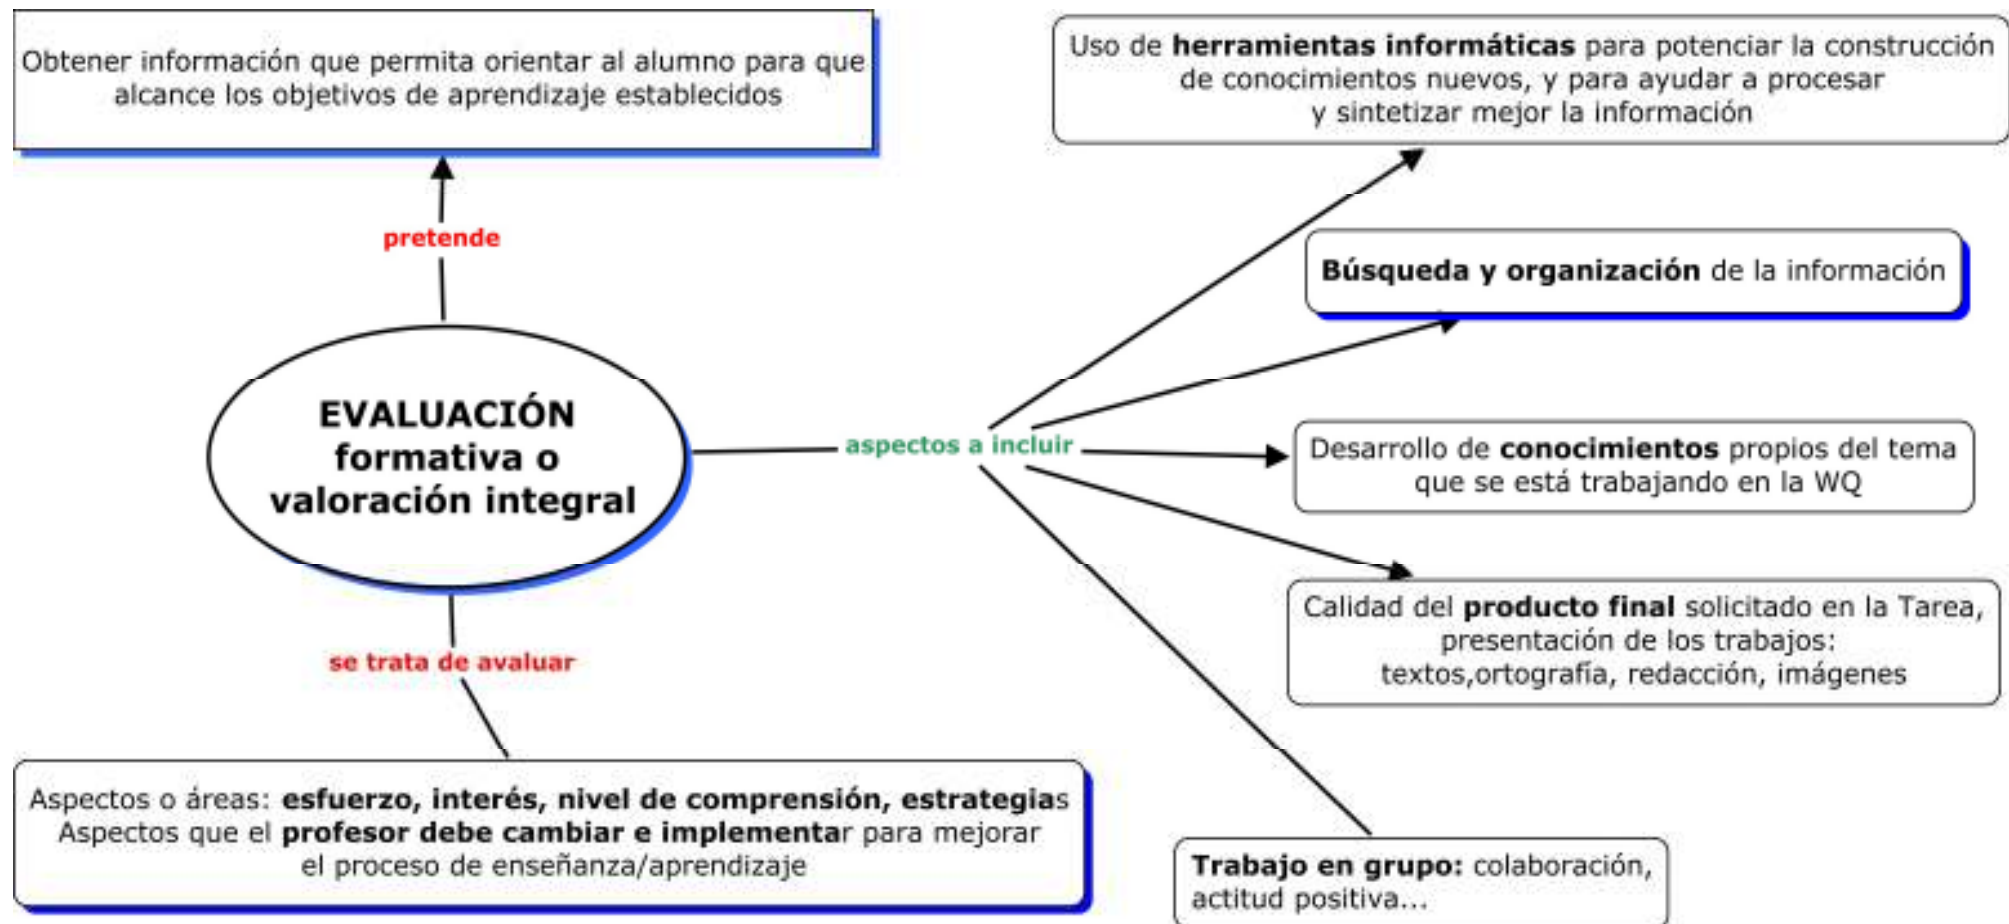 Obtener información que permita orientar al alumno para que
alcance los objetivos de aprendizaje establecidos
pretende
EVALUACIÓN
formativa o
valoración integral
se trata de avaluar
Aspectos o áreas: esfuerzo, interés, nivel de comprensión, estrategias
Aspectos que el profesor debe cambiar e implementar para mejorar
el proceso de enseñanza/aprendizaje
aspectos a incluir
Uso de herramientas informáticas para potenciar la construcción
de conocimientos nuevos, y para ayudar a procesar
y sintetizar mejor la información
Búsqueda y organización de la información
Desarrollo de conocimientos propios del tema
que se está trabajando en la WQ
Calidad del producto final solicitado en la Tarea,
presentación de los trabajos:
textos,ortografía, redacción, imágenes
Trabajo en grupo: colaboración,
actitud positiva...